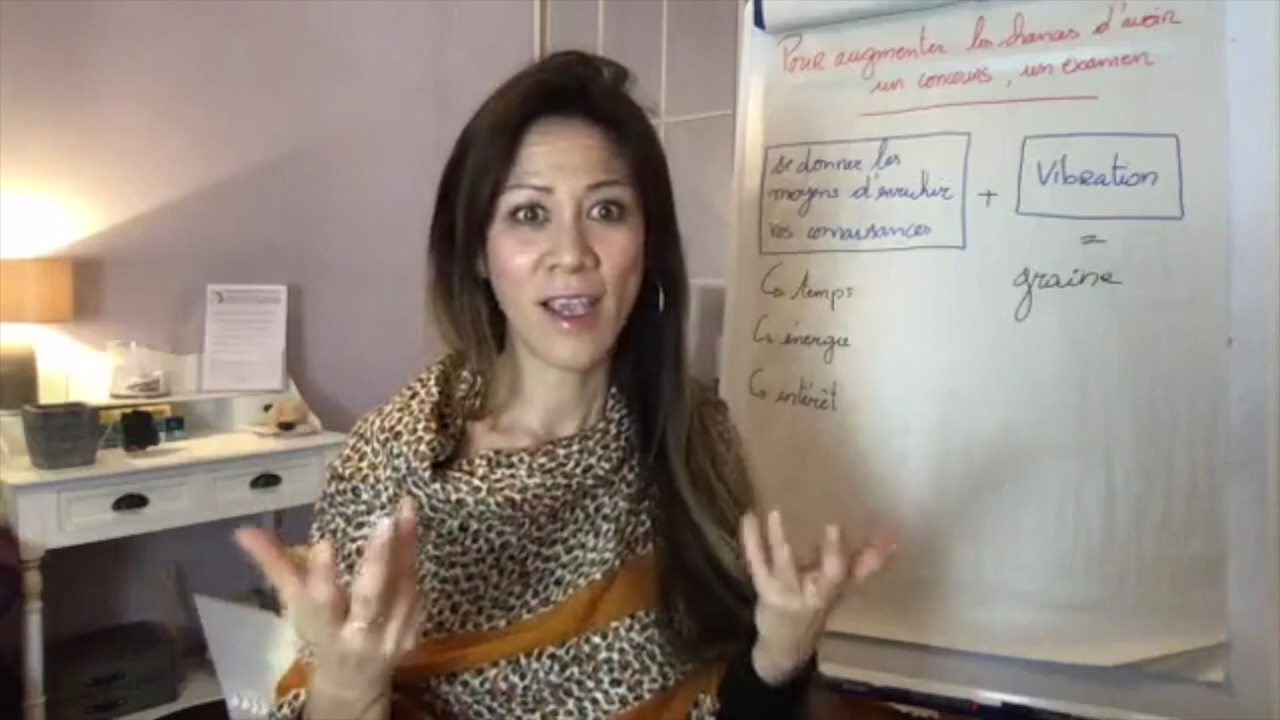 Pour augmenter les chances d'avoir
un concours, un examen
se donner les
moyens d'enrichir
vos connaissances
+
Vibration
=
graine
↳ temps
↳ énergie
↳ intérêt